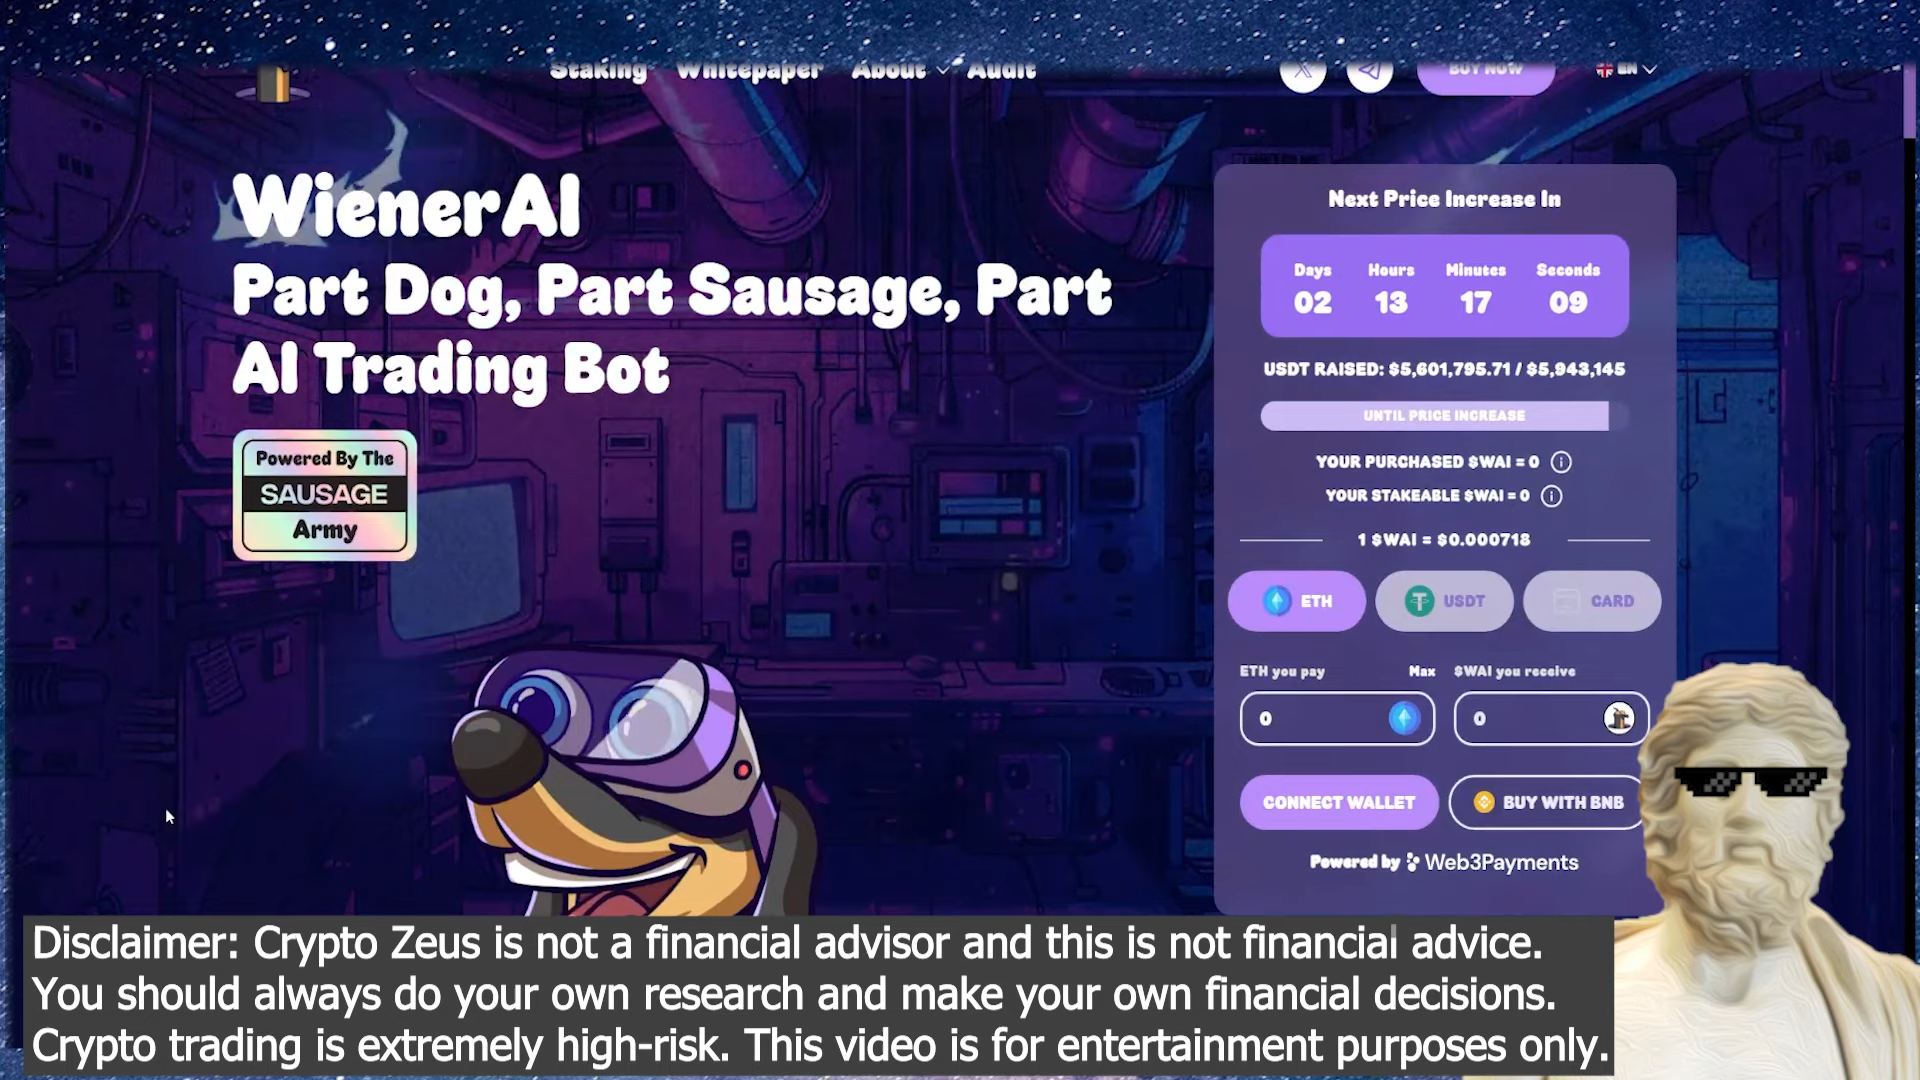 Staking Whitepaper About Audit BUY NOW EN
WienerAI
Part Dog, Part Sausage, Part
AI Trading Bot
Powered By The
SAUSAGE
Army
Next Price Increase In
Days Hours Minutes Seconds
02 13 17 09
USDT RAISED: $5,601,795.71 / $5,943,145
UNTIL PRICE INCREASE
YOUR PURCHASED $WAI = 0
YOUR STAKEABLE $WAI = 0
1 $WAI = $0.000718
ETH USDT CARD
ETH you pay Max $WAI you receive
0 0
CONNECT WALLET BUY WITH BNB
Powered by Web3Payments
Disclaimer: Crypto Zeus is not a financial advisor and this is not financial advice.
You should always do your own research and make your own financial decisions.
Crypto trading is extremely high-risk. This video is for entertainment purposes only.